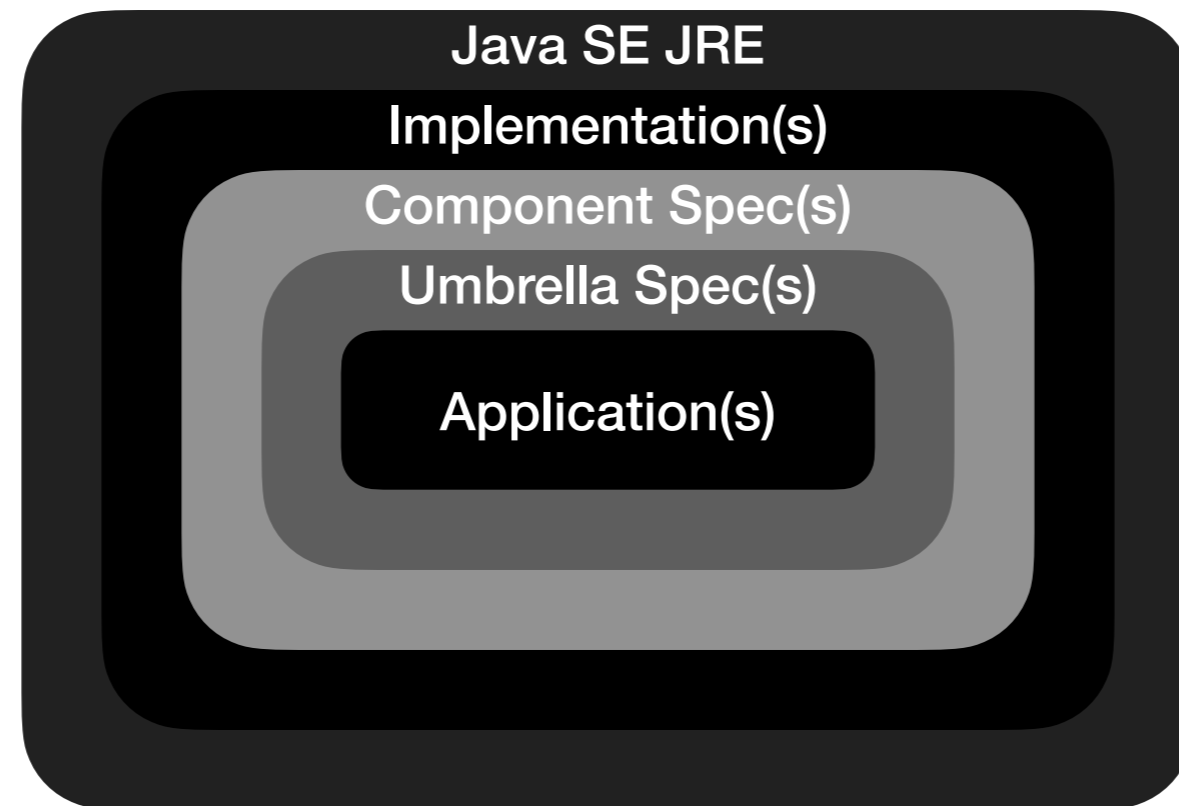 Java SE JRE
Implementation(s)
Component Spec(s)
Umbrella Spec(s)
Application(s)